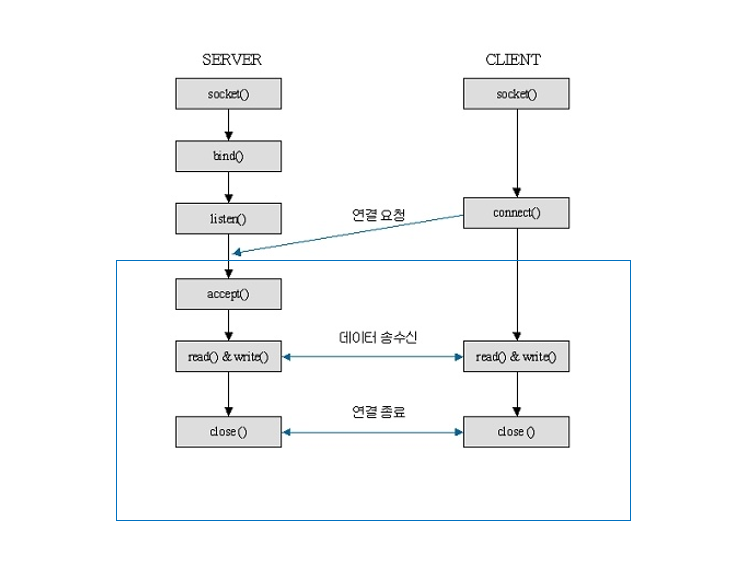 SERVER
CLIENT
socket()
socket()
bind()
listen()
연결 요청
connect()
accept()
데이터 송수신
read() & write()
read() & write()
연결 종료
close ()
close ()